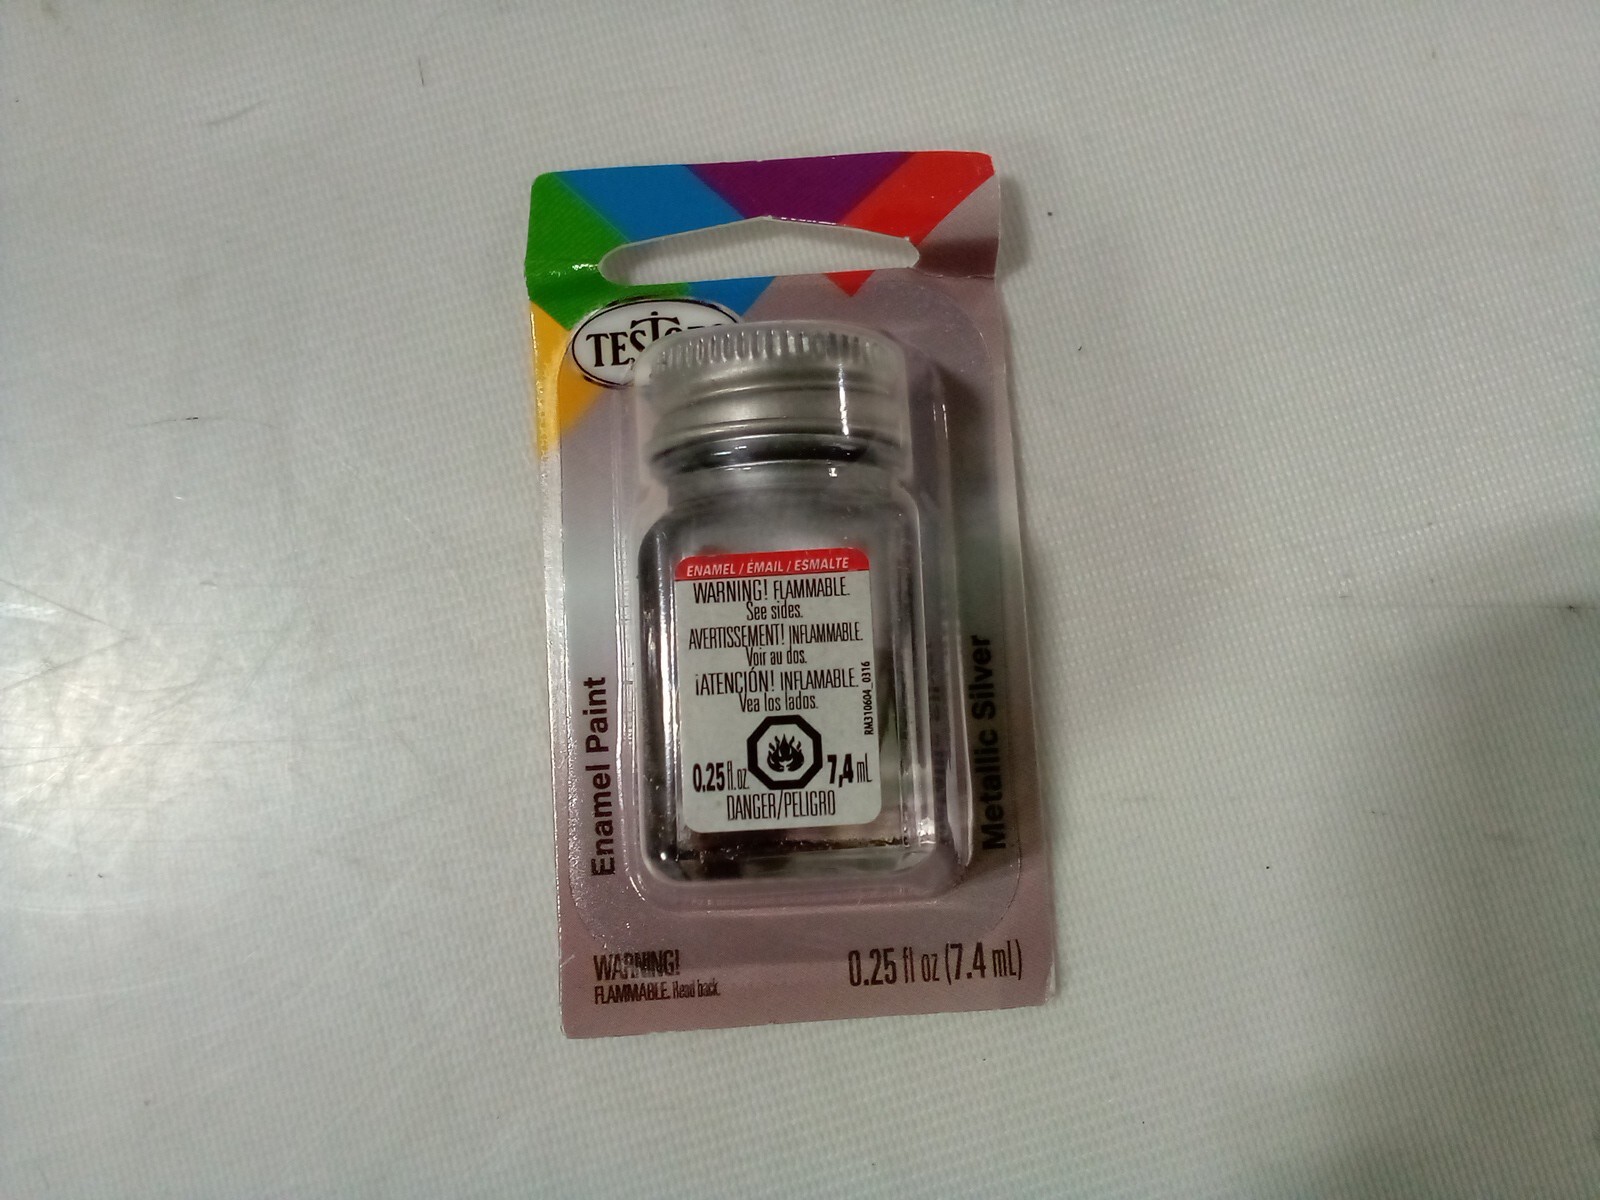 TESTORS
ENAMEL / ÉMAIL / ESMALTE
WARNING! FLAMMABLE.
See sides.
AVERTISSEMENT! INFLAMMABLE.
Voir au dos.
¡ATENCIÓN! INFLAMABLE.
Vea los lados.
RM310604_0316
0.25 fl. oz. 7,4 mL
DANGER/PELIGRO
Enamel Paint
Metallic Silver
WARNING!
FLAMMABLE. Read back.
0.25 fl oz (7.4 mL)